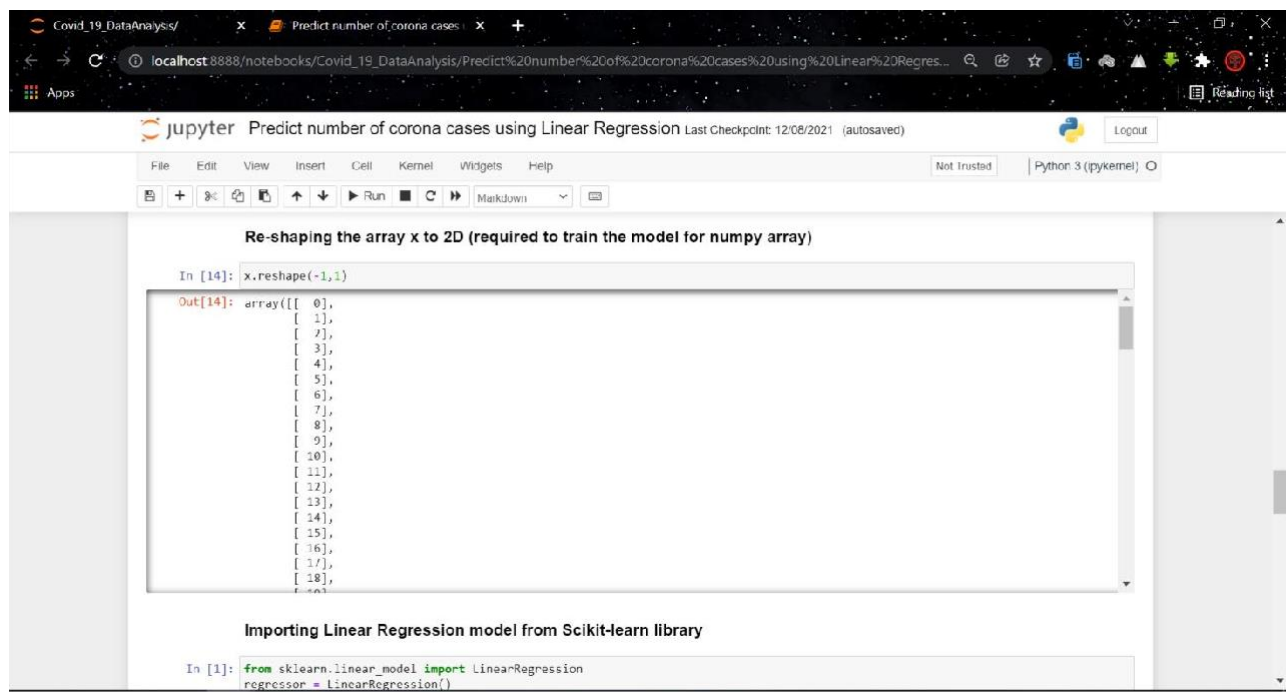 Covid_19_DataAnalysis/ Predict number of corona cases
localhost:8888/notebooks/Covid_19_DataAnalysis/Predict%20number%20of%20corona%20cases%20using%20Linear%20Regres...
Apps Reading list
jupyter Predict number of corona cases using Linear Regression Last Checkpoint: 12/08/2021 (autosaved) Logout
File Edit View Insert Cell Kernel Widgets Help Not Trusted Python 3 (ipykernel)
Run Markdown
Re-shaping the array x to 2D (required to train the model for numpy array)
In [14]: x.reshape(-1,1)
Out[14]: array([[ 0],
[ 1],
[ 2],
[ 3],
[ 4],
[ 5],
[ 6],
[ 7],
[ 8],
[ 9],
[ 10],
[ 11],
[ 12],
[ 13],
[ 14],
[ 15],
[ 16],
[ 17],
[ 18],
Importing Linear Regression model from Scikit-learn library
In [1]: from sklearn.linear_model import LinearRegression
regressor = LinearRegression()